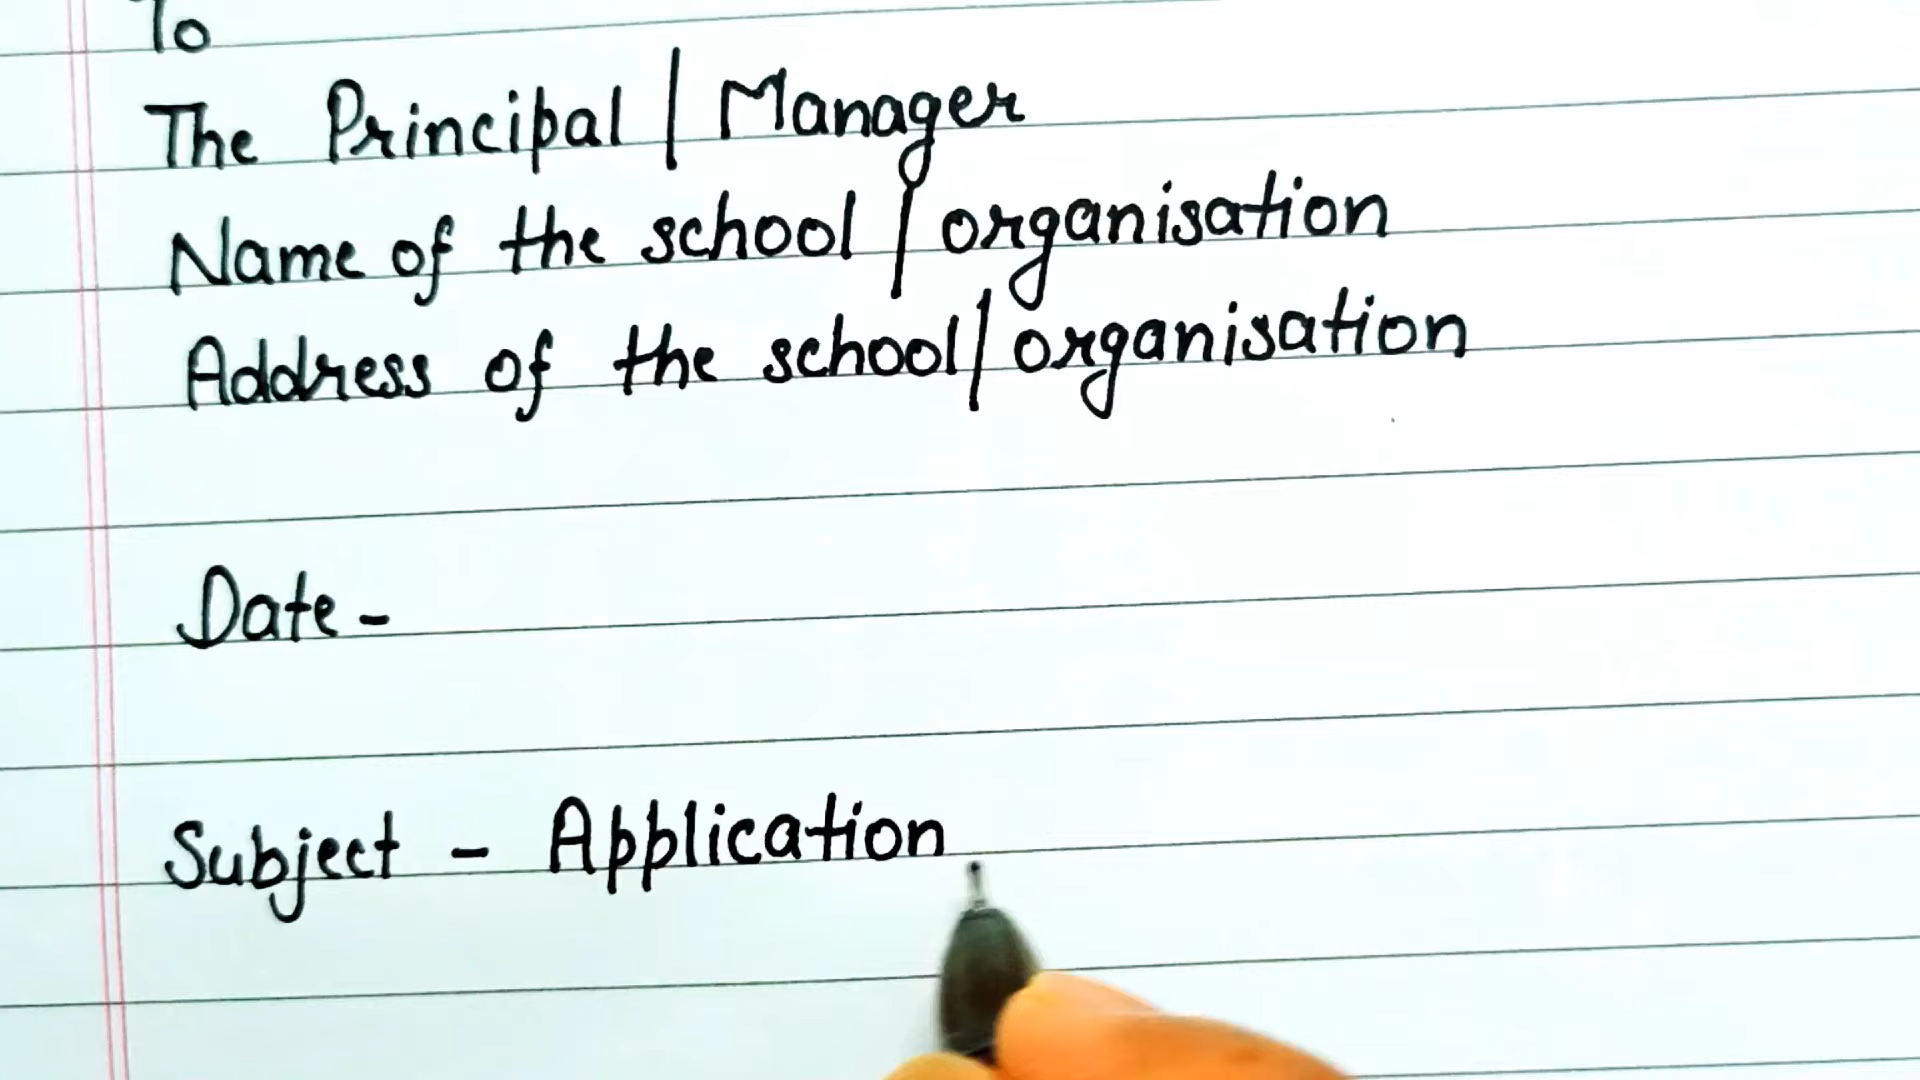 To
The Principal / Manager
Name of the school / organisation
Address of the school / organisation
Date -
Subject - Application